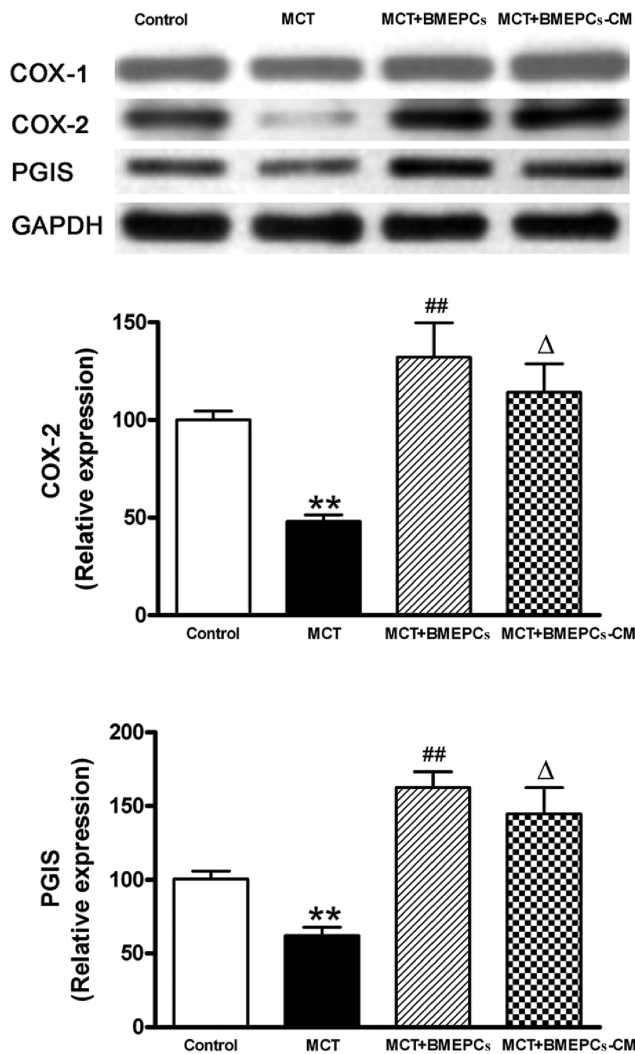 Control MCT MCT+BMEPCs MCT+BMEPCs-CM
COX-1
COX-2
PGIS
GAPDH
COX-2
(Relative expression)
150
100
50
0
**
##
Δ
Control MCT MCT+BMEPCs MCT+BMEPCs-CM
PGIS
(Relative expression)
200
150
100
50
0
**
##
Δ
Control MCT MCT+BMEPCs MCT+BMEPCs-CM